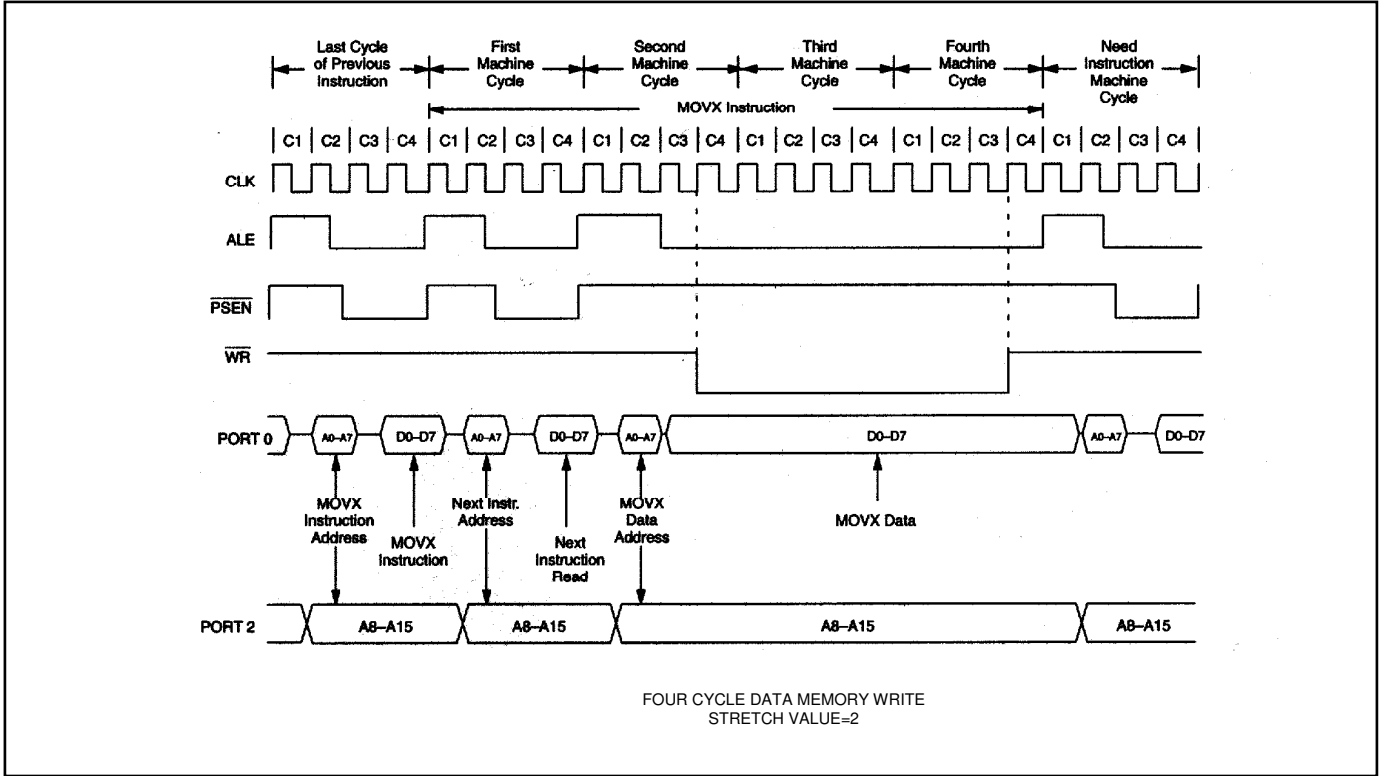 Last Cycle
of Previous
Instruction
First
Machine
Cycle
Second
Machine
Cycle
Third
Machine
Cycle
Fourth
Machine
Cycle
Need
Instruction
Machine
Cycle
MOVX Instruction
C1 C2 C3 C4 C1 C2 C3 C4 C1 C2 C3 C4 C1 C2 C3 C4 C1 C2 C3 C4 C1 C2 C3 C4
CLK
ALE
PSEN
WR
PORT 0 A0–A7 D0–D7 A0–A7 D0–D7 A0–A7 D0–D7 A0–A7 D0–D7
MOVX
Instruction
Address
MOVX
Instruction
Next Instr.
Address
Next
Instruction
Read
MOVX
Data
Address
MOVX Data
PORT 2 A8–A15 A8–A15 A8–A15 A8–A15
FOUR CYCLE DATA MEMORY WRITE
STRETCH VALUE=2